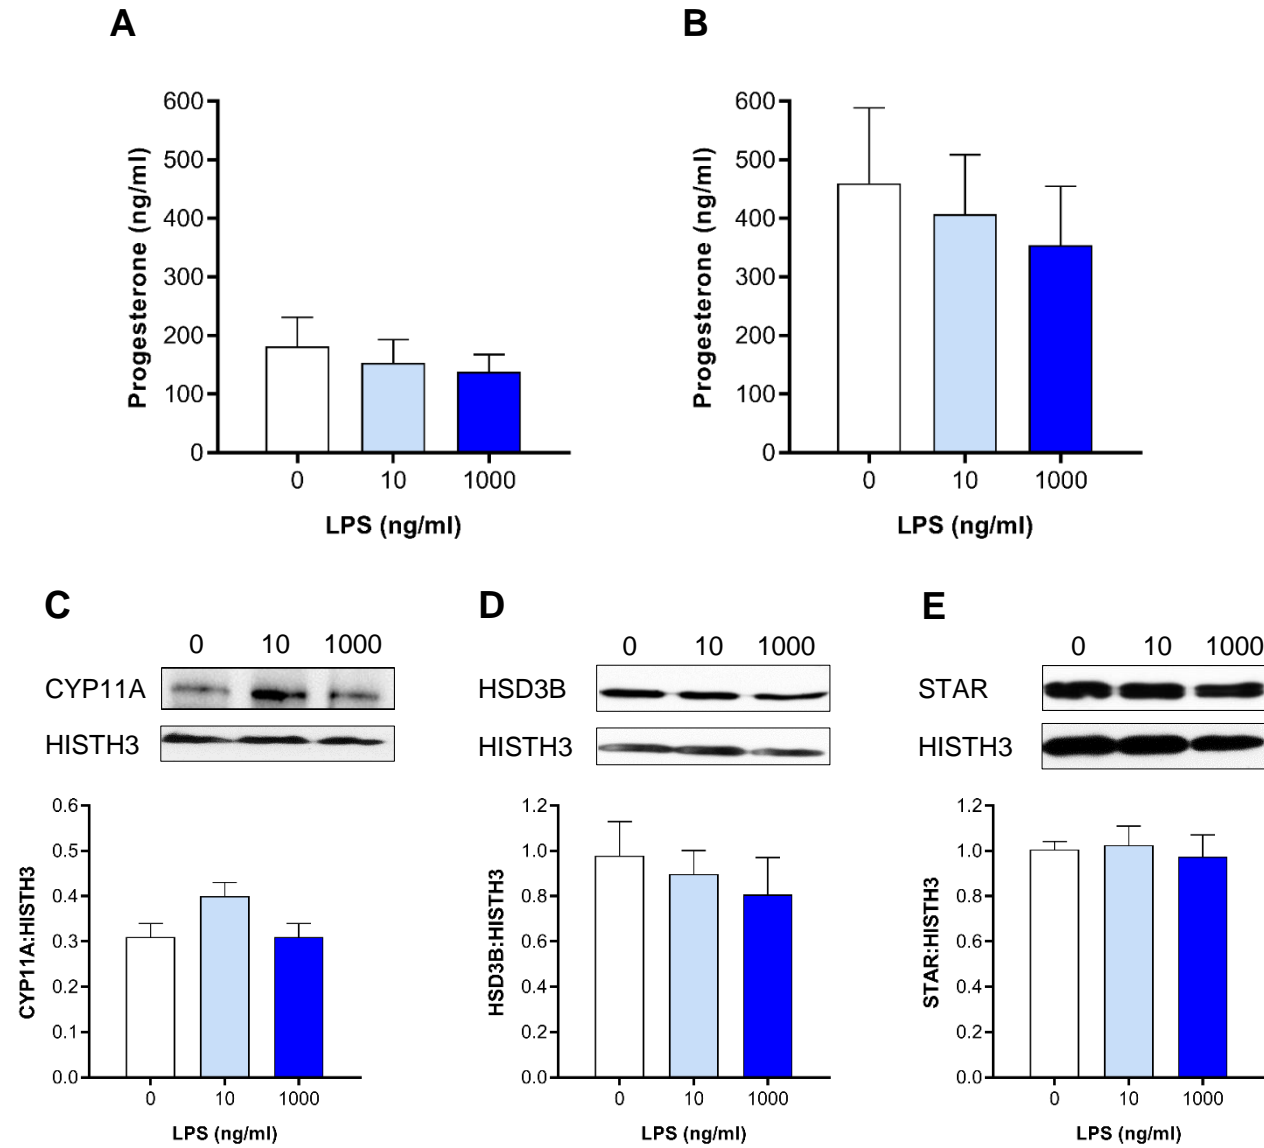 A
B
600
500
400
300
200
100
0
Progesterone (ng/ml)
0 10 1000
LPS (ng/ml)
600
500
400
300
200
100
0
Progesterone (ng/ml)
0 10 1000
LPS (ng/ml)
C
0 10 1000
CYP11A
HISTH3
0.6
0.5
0.4
0.3
0.2
0.1
0.0
CYP11A:HISTH3
0 10 1000
LPS (ng/ml)
D
0 10 1000
HSD3B
HISTH3
1.2
1.0
0.8
0.6
0.4
0.2
0.0
HSD3B:HISTH3
0 10 1000
LPS (ng/ml)
E
0 10 1000
STAR
HISTH3
1.2
1.0
0.8
0.6
0.4
0.2
0.0
STAR:HISTH3
0 10 1000
LPS (ng/ml)